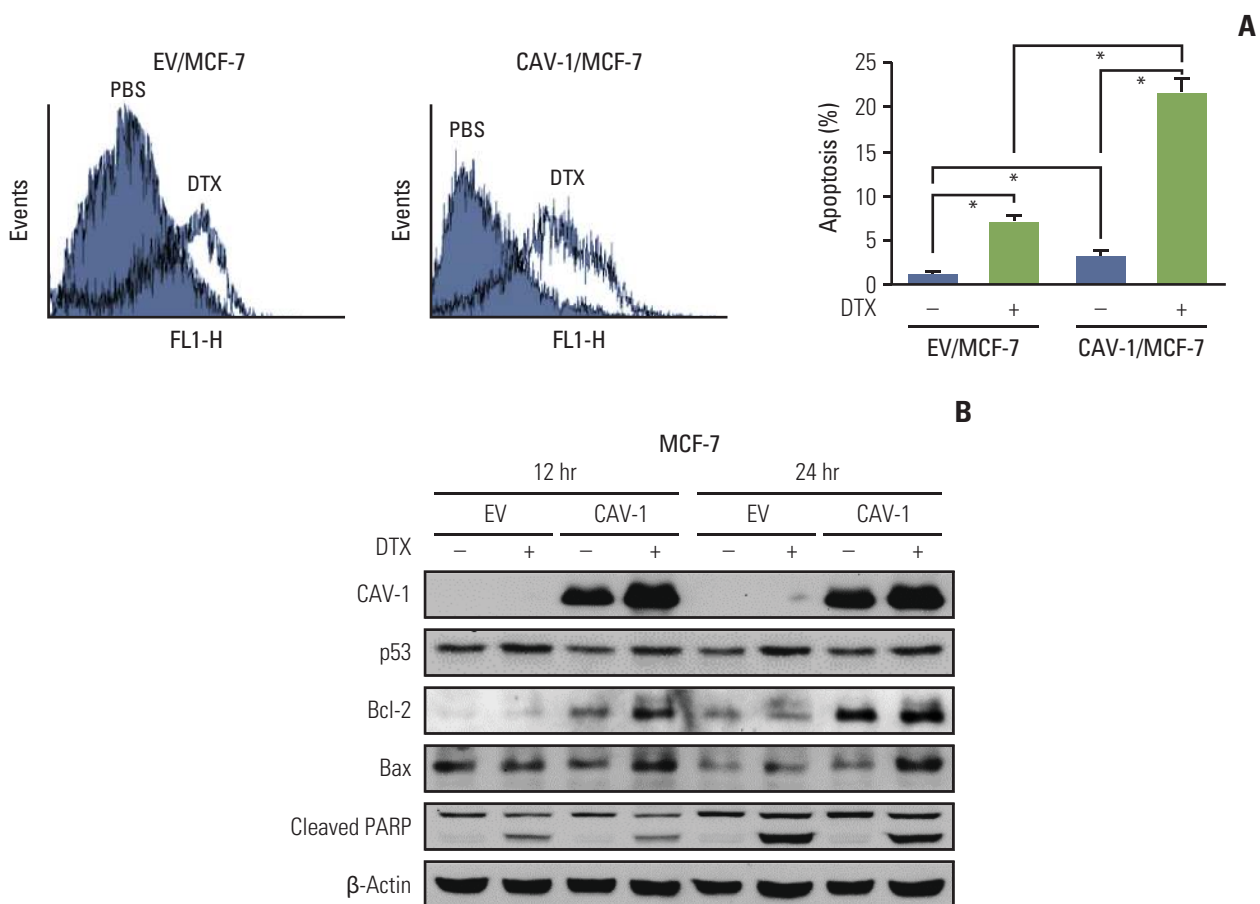 A
EV/MCF-7
PBS
DTX
Events
FL1-H
CAV-1/MCF-7
PBS
DTX
Events
FL1-H
Apoptosis (%)
25
20
15
10
5
0
* * * *
DTX – + – +
EV/MCF-7 CAV-1/MCF-7
B
MCF-7
12 hr 24 hr
EV CAV-1 EV CAV-1
DTX – + – + – + – +
CAV-1
p53
Bcl-2
Bax
Cleaved PARP
β-Actin